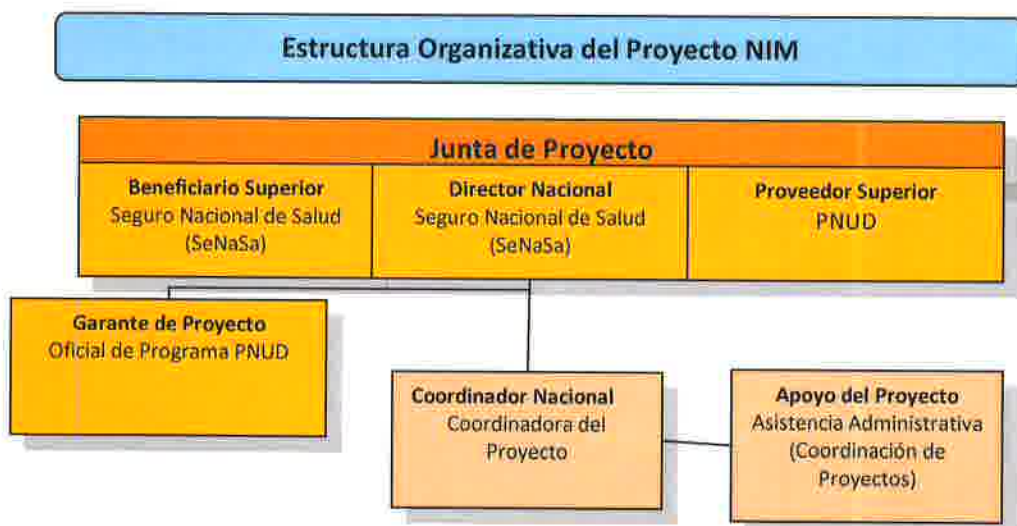 Estructura Organizativa del Proyecto NIM
Junta de Proyecto
Beneficiario Superior
Seguro Nacional de Salud
(SeNaSa)
Director Nacional
Seguro Nacional de Salud
(SeNaSa)
Proveedor Superior
PNUD
Garante de Proyecto
Oficial de Programa PNUD
Coordinador Nacional
Coordinadora del
Proyecto
Apoyo del Proyecto
Asistencia Administrativa
(Coordinación de
Proyectos)